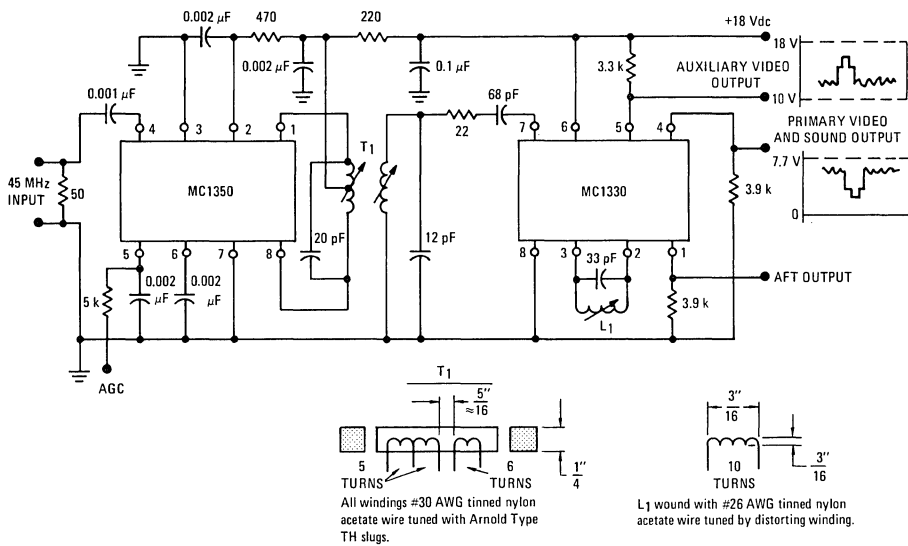 0.002 µF
470
220
+18 Vdc
0.002 µF
0.1 µF
3.3 k
AUXILIARY VIDEO
OUTPUT
18 V
10 V
0.001 µF
68 pF
22
4
3
2
1
7
6
5
4
PRIMARY VIDEO
AND SOUND OUTPUT
7.7 V
0
T1
45 MHz
INPUT
50
MC1350
MC1330
3.9 k
20 pF
12 pF
5
6
7
8
8
3
2
1
33 pF
L1
5 k
0.002
µF
0.002
µF
3.9 k
AFT OUTPUT
AGC
T1
5"
≈16
5
TURNS
6
TURNS
1"
4
All windings #30 AWG tinned nylon
acetate wire tuned with Arnold Type
TH slugs.
3"
16
10
TURNS
3"
16
L1 wound with #26 AWG tinned nylon
acetate wire tuned by distorting winding.